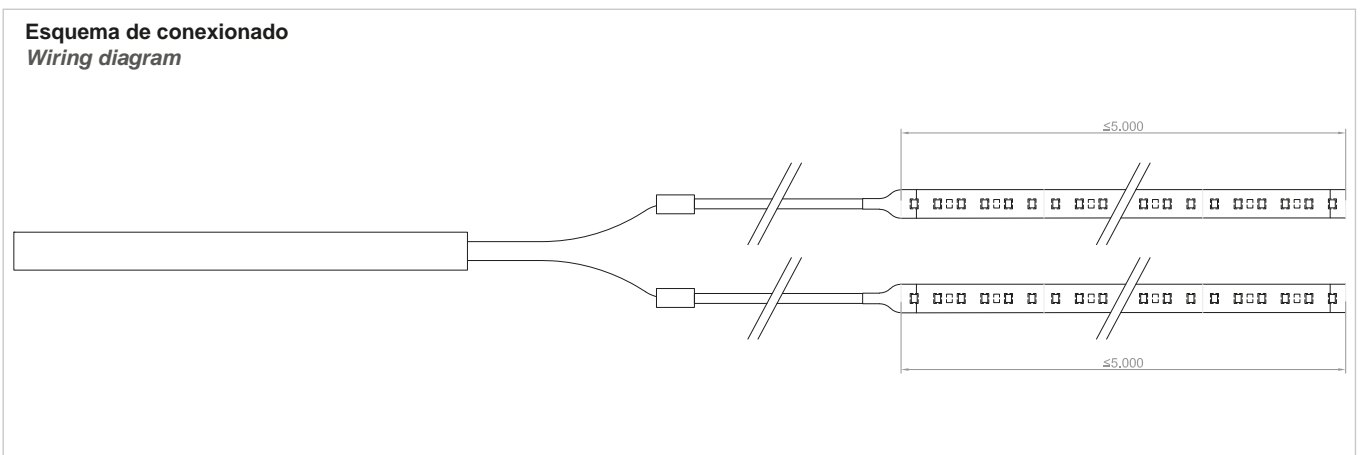 Esquema de conexionado
Wiring diagram
≤5.000
≤5.000